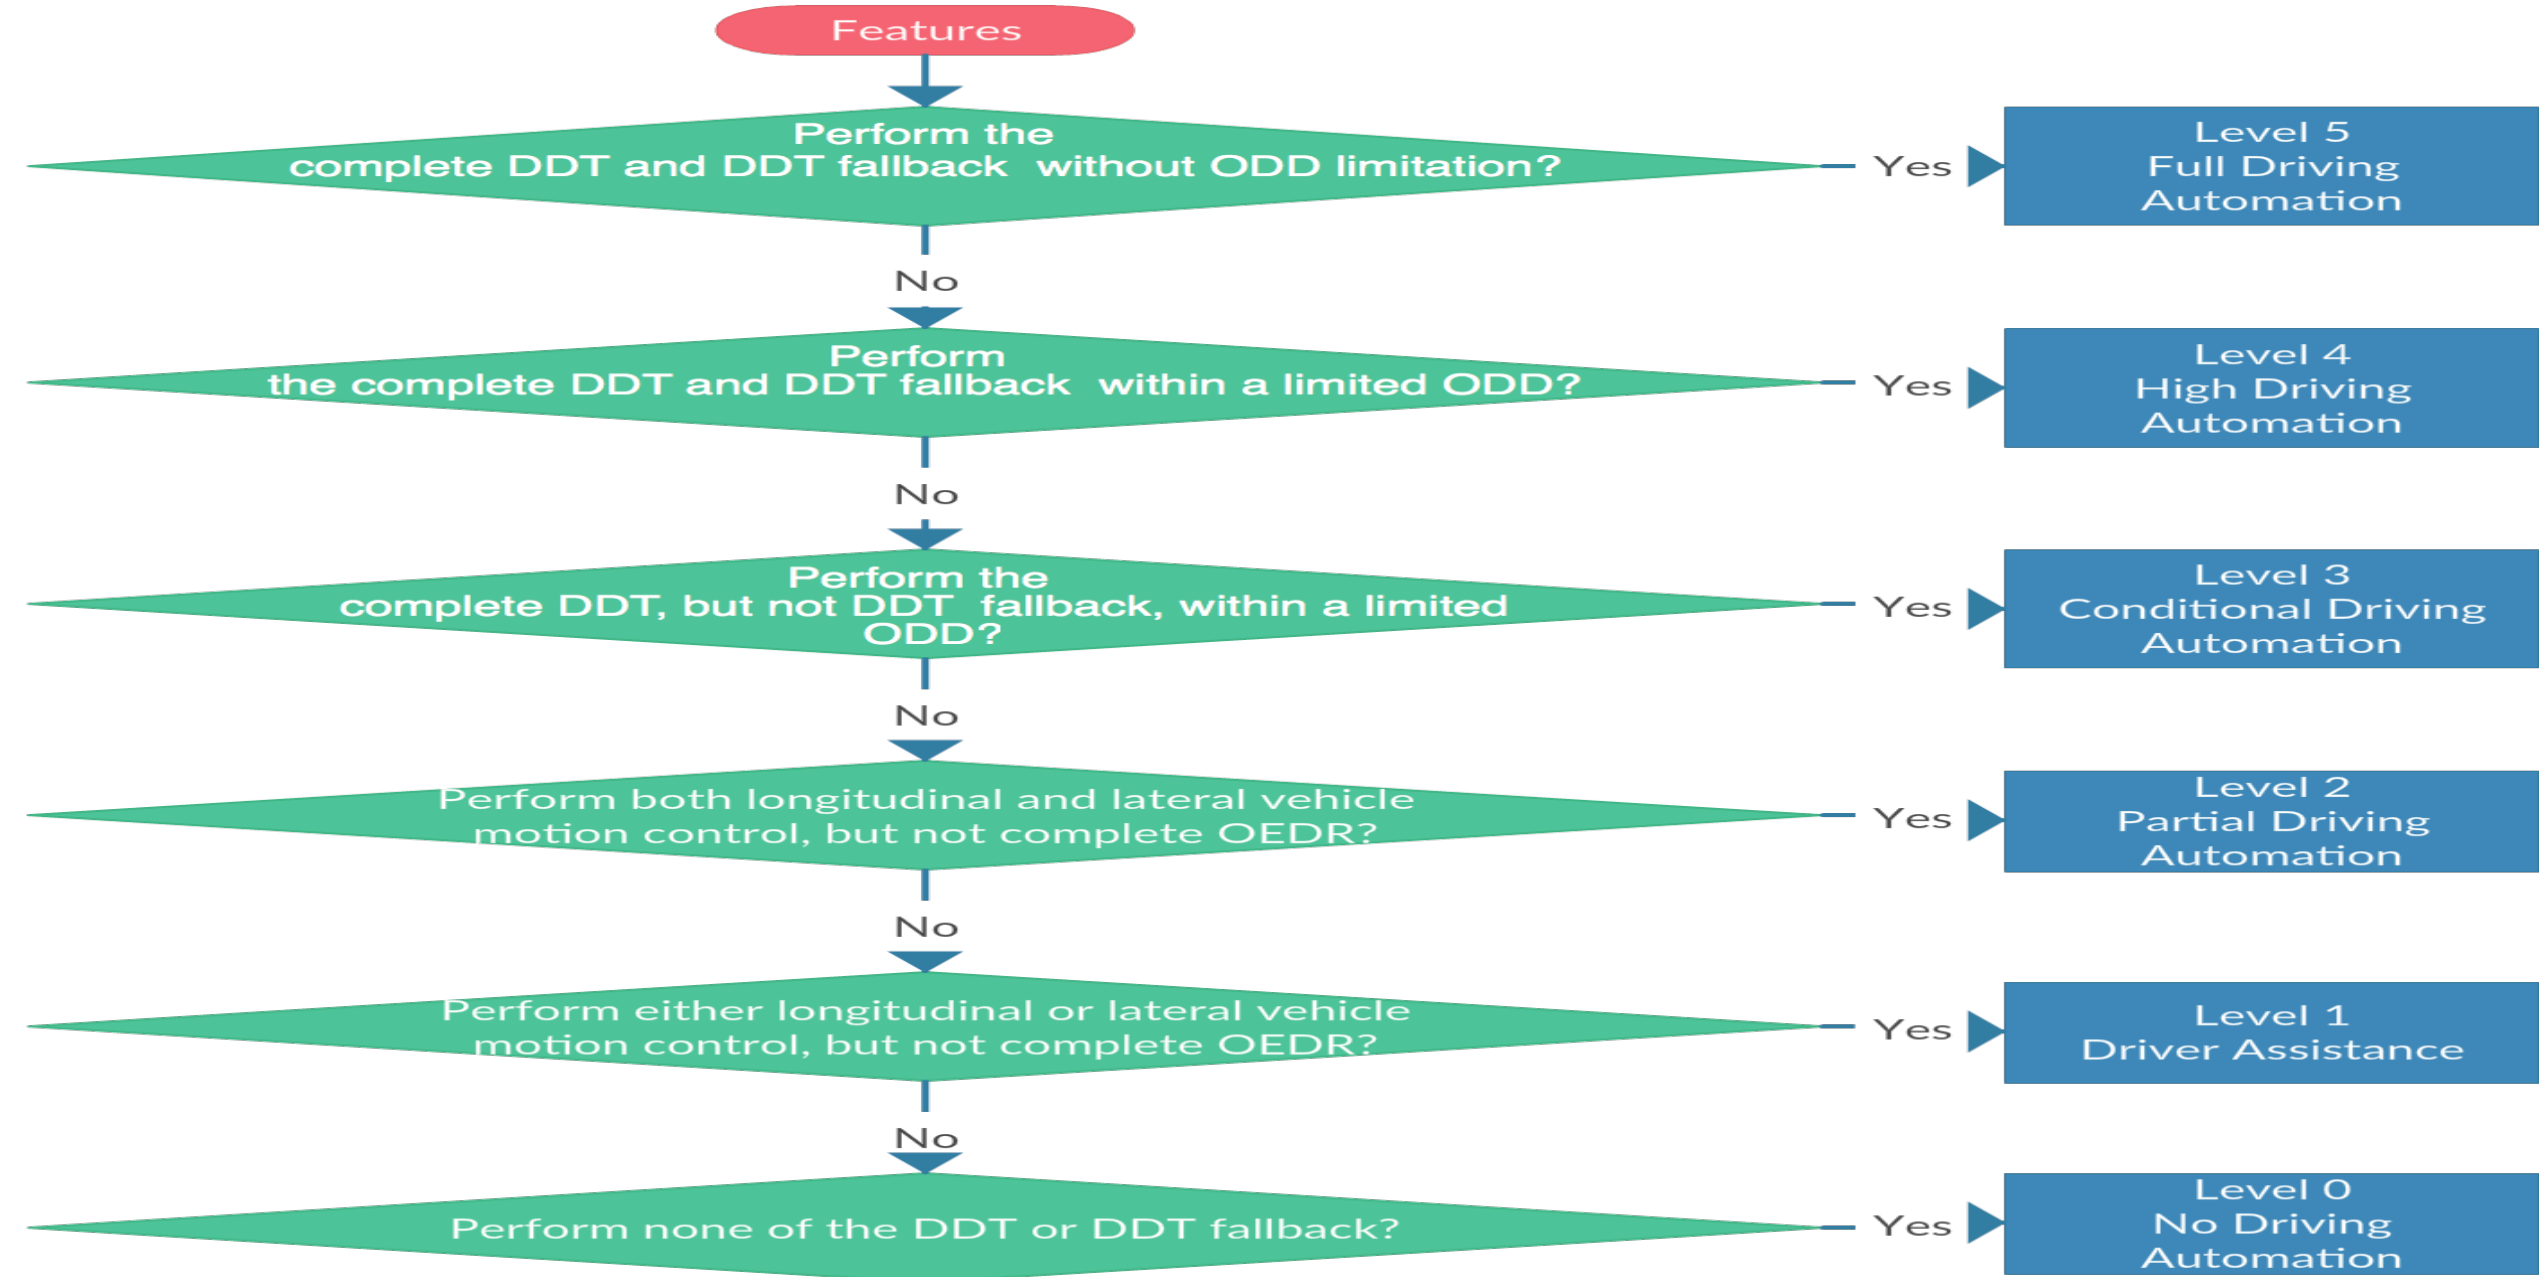 Features
Perform the
complete DDT and DDT fallback without ODD limitation?
Yes
Level 5
Full Driving
Automation
No
Perform
the complete DDT and DDT fallback within a limited ODD?
Yes
Level 4
High Driving
Automation
No
Perform the
complete DDT, but not DDT fallback, within a limited
ODD?
Yes
Level 3
Conditional Driving
Automation
No
Perform both longitudinal and lateral vehicle
motion control, but not complete OEDR?
Yes
Level 2
Partial Driving
Automation
No
Perform either longitudinal or lateral vehicle
motion control, but not complete OEDR?
Yes
Level 1
Driver Assistance
No
Perform none of the DDT or DDT fallback?
Yes
Level 0
No Driving
Automation